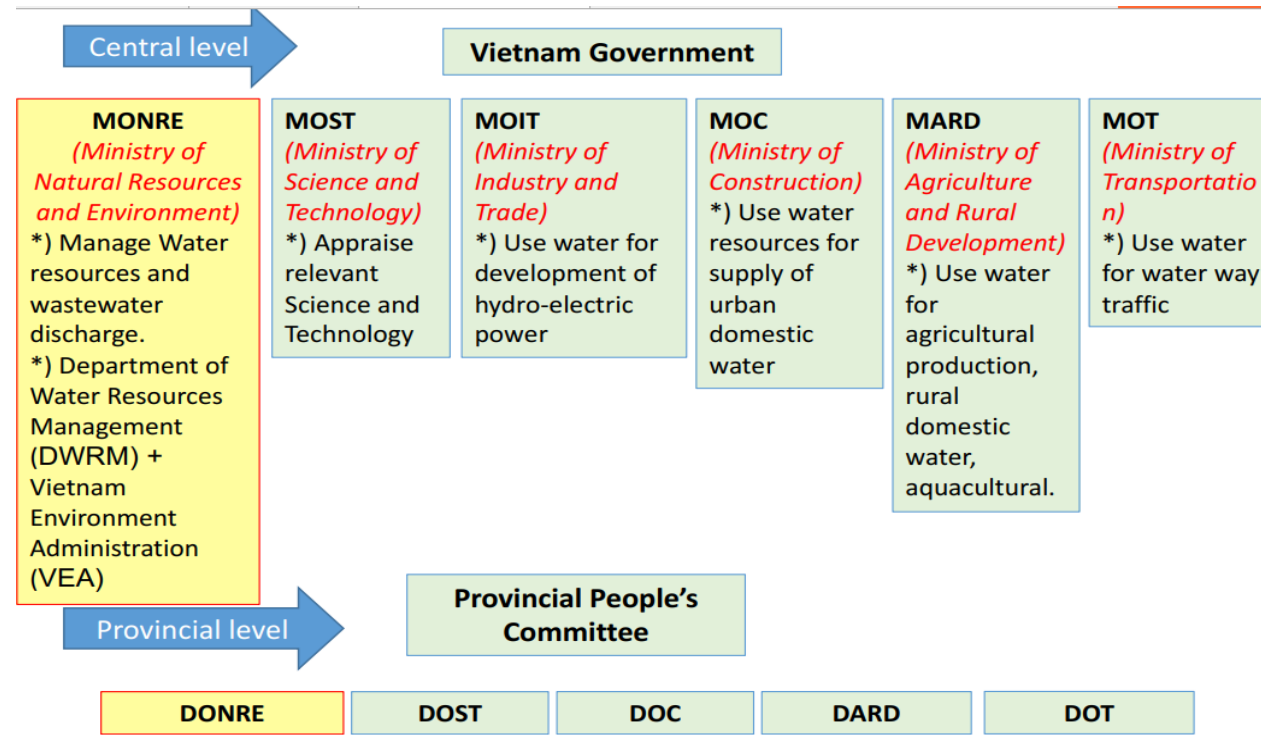 Central level
Vietnam Government
MONRE
(Ministry of
Natural Resources
and Environment)
*) Manage Water
resources and
wastewater
discharge.
*) Department of
Water Resources
Management
(DWRM) +
Vietnam
Environment
Administration
(VEA)
MOST
(Ministry of
Science and
Technology)
*) Appraise
relevant
Science and
Technology
MOIT
(Ministry of
Industry and
Trade)
*) Use water for
development of
hydro-electric
power
MOC
(Ministry of
Construction)
*) Use water
resources for
supply of
urban
domestic
water
MARD
(Ministry of
Agriculture
and Rural
Development)
*) Use water
for
agricultural
production,
rural
domestic
water,
aquacultural.
MOT
(Ministry of
Transportatio
n)
*) Use water
for water way
traffic
Provincial level
Provincial People’s
Committee
DONRE
DOST
DOC
DARD
DOT